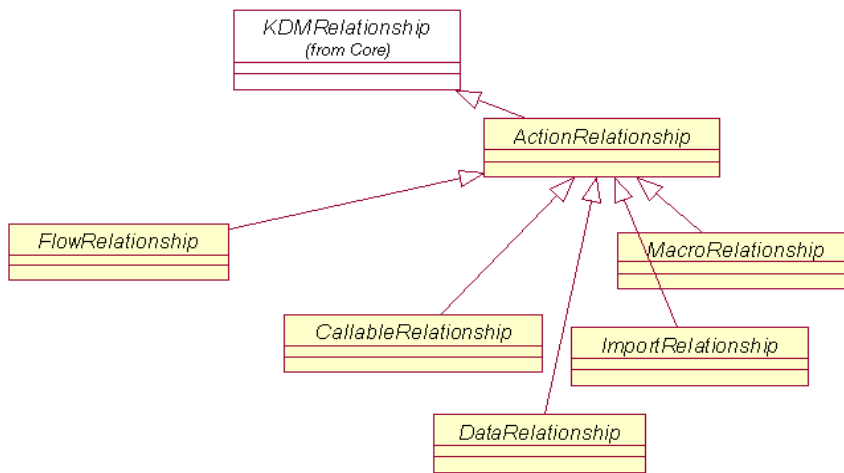 KDMRelationship
(from Core)
ActionRelationship
FlowRelationship
MacroRelationship
CallableRelationship
ImportRelationship
DataRelationship